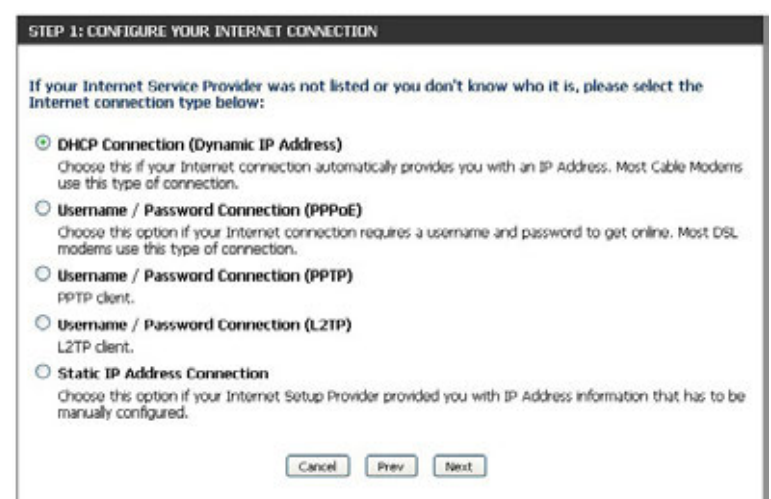 STEP 1: CONFIGURE YOUR INTERNET CONNECTION
If your Internet Service Provider was not listed or you don't know who it is, please select the
Internet connection type below:
DHCP Connection (Dynamic IP Address)
Choose this if your Internet connection automatically provides you with an IP Address. Most Cable Modems
use this type of connection.
Username / Password Connection (PPPoE)
Choose this option if your Internet connection requires a username and password to get online. Most DSL
modems use this type of connection.
Username / Password Connection (PPTP)
PPTP client.
Username / Password Connection (L2TP)
L2TP client.
Static IP Address Connection
Choose this option if your Internet Setup Provider provided you with IP Address information that has to be
manually configured.
Cancel Prev Next